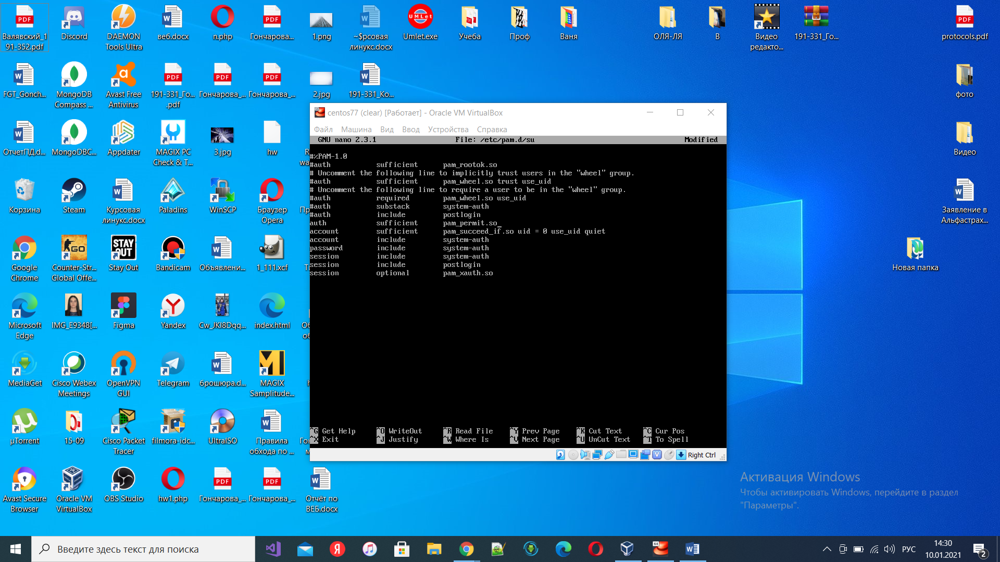 Валявский_1
91-352.pdf
Discord
DAEMON
Tools Ultra
веб.docx
n.php
Гончарова...
1.png
~$рсовая
линукс.docx
Umlet.exe
Учеба
Проф
Ваня
ОЛЯ-ЛЯ
В
Видео
редакто...
191-331_Го...
protocols.pdf
FGT_Gonch...
MongoDB
Compass ...
Avast Free
Antivirus
191-331_Го...
.pdf
Гончарова_...
Гончарова_...
2.jpg
191-331_Ко...
фото
ОтчетПД.d...
MongoDBC...
Appdater
MAGIX PC
Check & T...
3.jpg
hw
Видео
Корзина
Steam
Курсовая
линукс.docx
Paladins
WinSCP
Браузер
Opera
Заявление в
Альфастрах...
Google
Chrome
Counter-Str...
Global Offe...
Stay Out
Bandicam
Объявлени...
1_111.xcf
Новая папка
Microsoft
Edge
IMG_E9348[...
Figma
Yandex
Cw_JKI8Dqq...
index.html
MediaGet
Cisco Webex
Meetings
OpenVPN
GUI
Telegram
брошюра.d...
MAGIX
Samplitude...
µTorrent
15-09
Cisco Packet
Tracer
filmora-idc...
UltraISO
Правила
обхода по ...
Avast Secure
Browser
Oracle VM
VirtualBox
OBS Studio
hw1.php
Гончарова_...
Гончарова_...
Отчёт по
ВЕБ.docx
centos77 (clear) [Работает] - Oracle VM VirtualBox
Файл Машина Вид Ввод Устройства Справка
GNU nano 2.3.1 File: /etc/pam.d/su Modified
#%PAM-1.0
#auth sufficient pam_rootok.so
# Uncomment the following line to implicitly trust users in the "wheel" group.
#auth sufficient pam_wheel.so trust use_uid
# Uncomment the following line to require a user to be in the "wheel" group.
#auth required pam_wheel.so use_uid
#auth substack system-auth
#auth include postlogin
auth sufficient pam_permit.so
account sufficient pam_succeed_if.so uid = 0 use_uid quiet
account include system-auth
password include system-auth
session include system-auth
session include postlogin
session optional pam_xauth.so
^G Get Help ^O WriteOut ^R Read File ^Y Prev Page ^K Cut Text ^C Cur Pos
^X Exit ^J Justify ^W Where Is ^V Next Page ^U UnCut Text ^T To Spell
Right Ctrl
Активация Windows
Чтобы активировать Windows, перейдите в раздел
"Параметры".
Введите здесь текст для поиска
РУС
14:30
10.01.2021
2